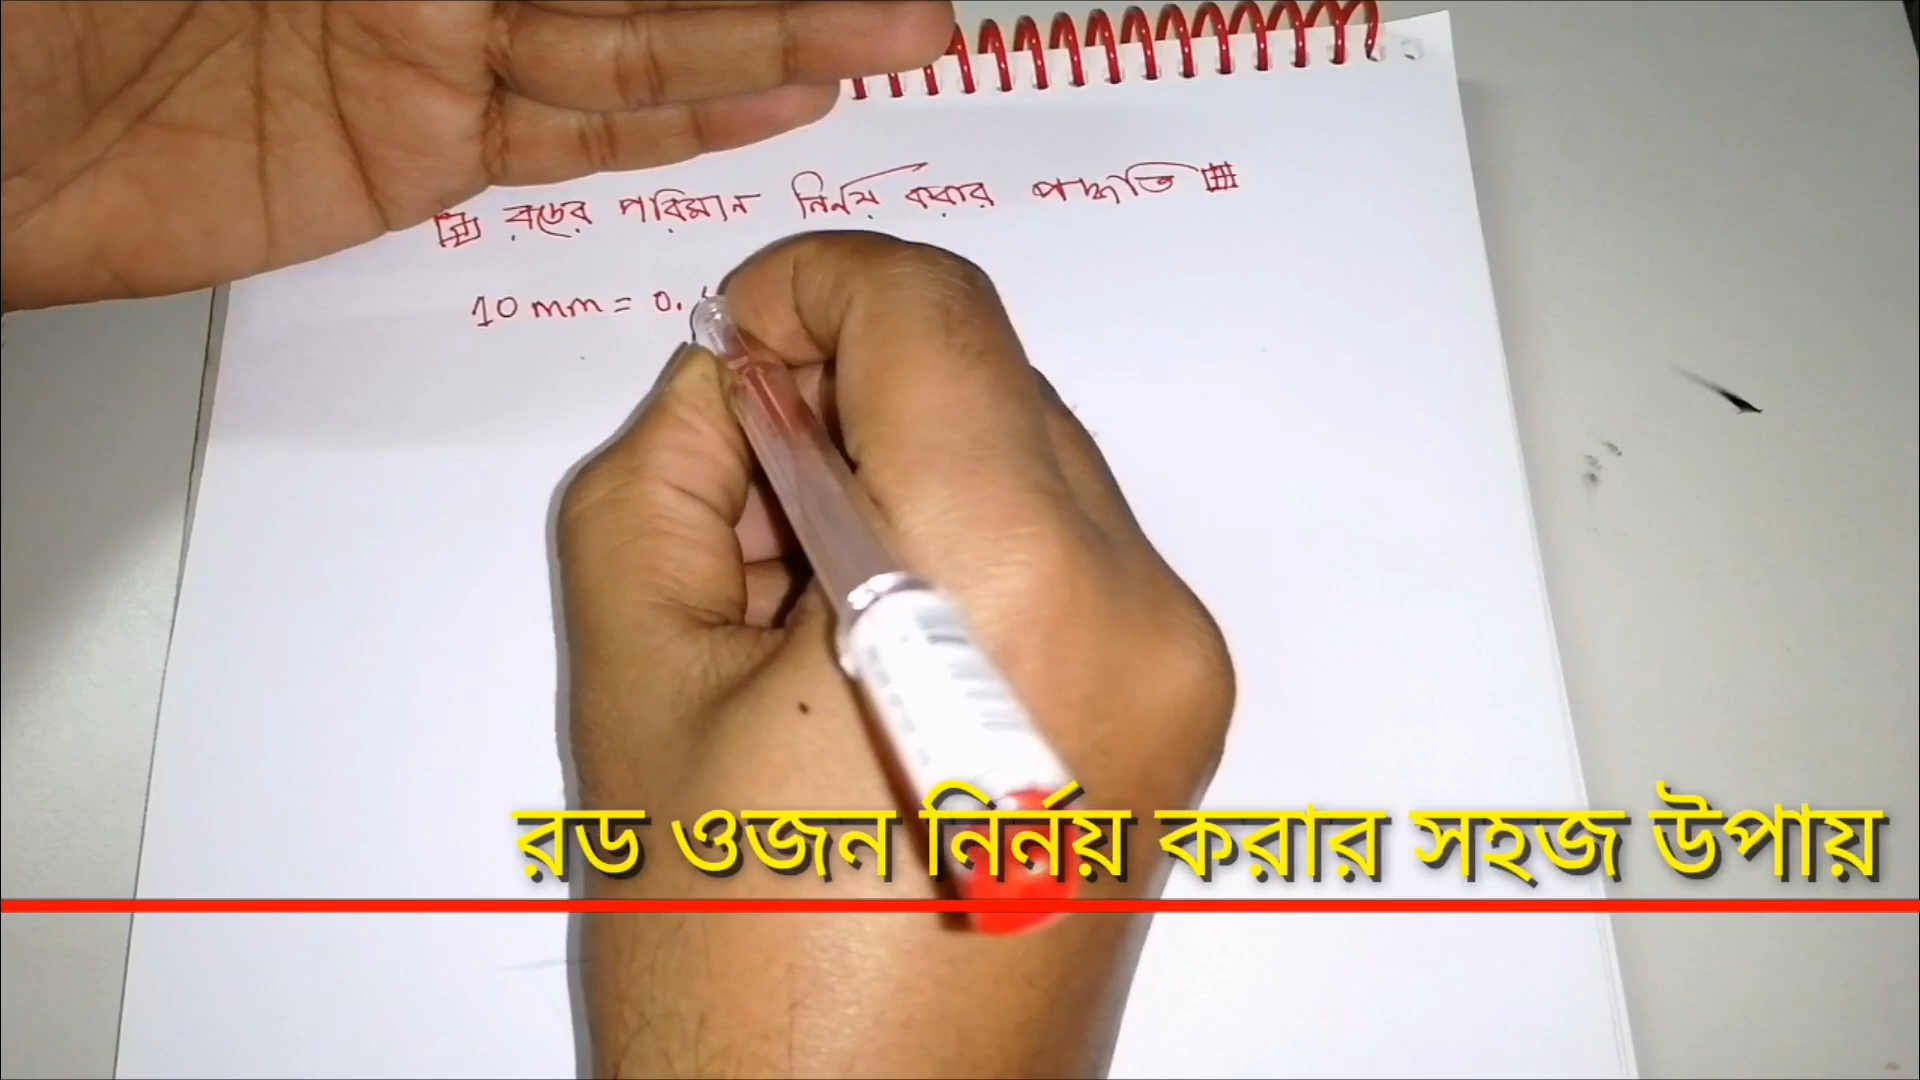 রডের পরিমান নির্নয় করার পদ্ধতি
10 mm = 0.
রড ওজন নির্নয় করার সহজ উপায়